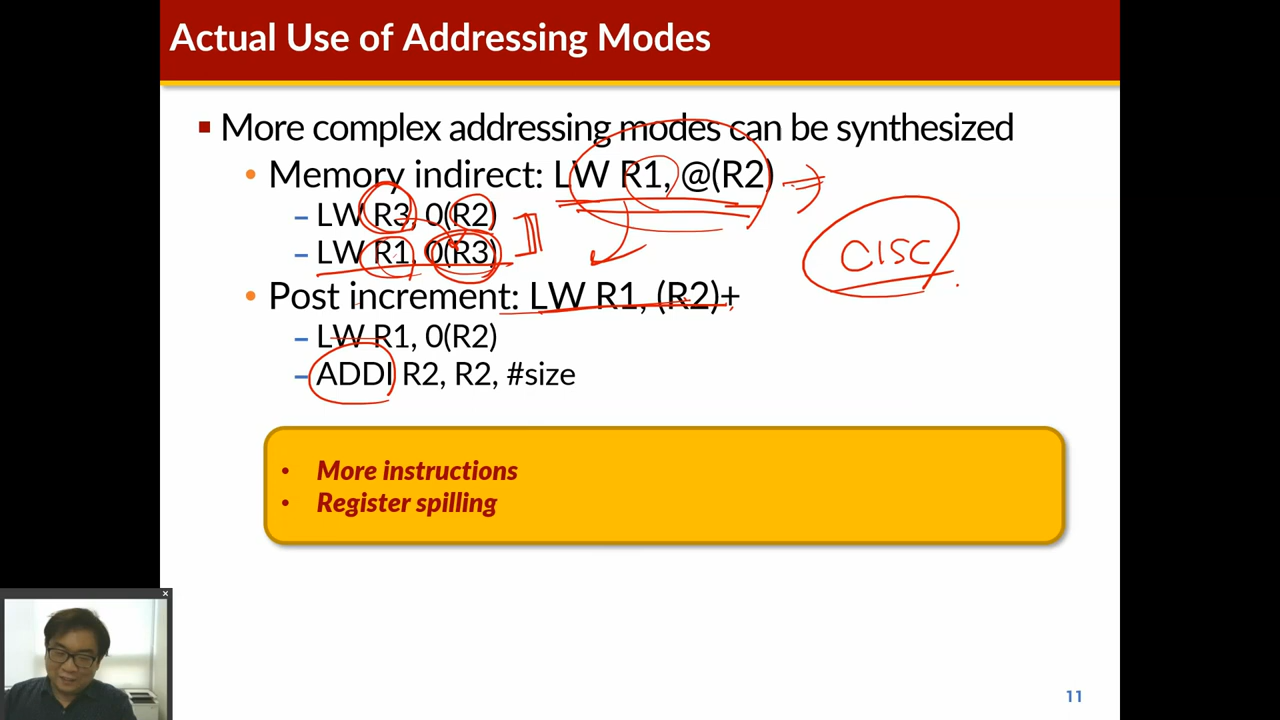 Actual Use of Addressing Modes
▪ More complex addressing modes can be synthesized
• Memory indirect: LW R1, @(R2)
– LW R3, 0(R2)
– LW R1, 0(R3)
CISC
• Post increment: LW R1, (R2)+
– LW R1, 0(R2)
– ADDI R2, R2, #size
• More instructions
• Register spilling
11